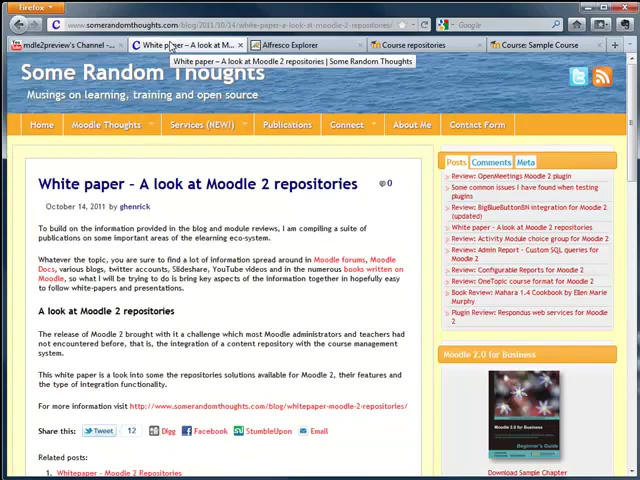 Firefox
www.somerandomthoughts.com/blog/2011/10/14/white-paper-a-look-at-moodle-2-repositories/
Google
mdle2preview's Channel - ...
White paper – A look at M...
Alfresco Explorer
Course repositories
Course: Sample Course
White paper – A look at Moodle 2 repositories | Some Random Thoughts
Some Random Thoughts
Musings on learning, training and open source
Home
Moodle Thoughts
Services (NEW!)
Publications
Connect
About Me
Contact Form
White paper – A look at Moodle 2 repositories
0
October 14, 2011 by ghenrick
To build on the information provided in the blog and module reviews, I am compiling a suite of
publications on some important areas of the elearning eco-system.
Whatever the topic, you are sure to find a lot of information spread around in Moodle forums, Moodle
Docs, various blogs, twitter accounts, Slideshare, YouTube videos and in the numerous books written on
Moodle, so what I will be trying to do is bring key aspects of the information together in hopefully easy
to follow white-papers and presentations.
A look at Moodle 2 repositories
The release of Moodle 2 brought with it a challenge which most Moodle administrators and teachers had
not encountered before, that is, the integration of a content repository with the course management
system.
This white paper is a look into some the repositories solutions available for Moodle 2, their features and
the type of integration functionality.
For more information visit http://www.somerandomthoughts.com/blog/whitepaper-moodle-2-repositories/
Share this:
Tweet
12
Digg
Facebook
StumbleUpon
Email
Related posts:
1. Whitepaper - Moodle 2 Repositories
Posts
Comments
Meta
Review: OpenMeetings Moodle 2 plugin
Some common issues I have found when testing
plugins
Review: BigBlueButtonBN integration for Moodle 2
(updated)
White paper – A look at Moodle 2 repositories
Review: Activity Module choice group for Moodle 2
Review: Admin Report – Custom SQL queries for
Moodle 2
Review: Configurable Reports for Moodle 2
Review: OneTopic course format for Moodle 2
Book Review: Mahara 1.4 Cookbook by Ellen Marie
Murphy
Plugin Review: Respondus web services for Moodle
2
Moodle 2.0 for Business
Moodle 2.0 for Business
Beginner's Guide
Download Sample Chapter